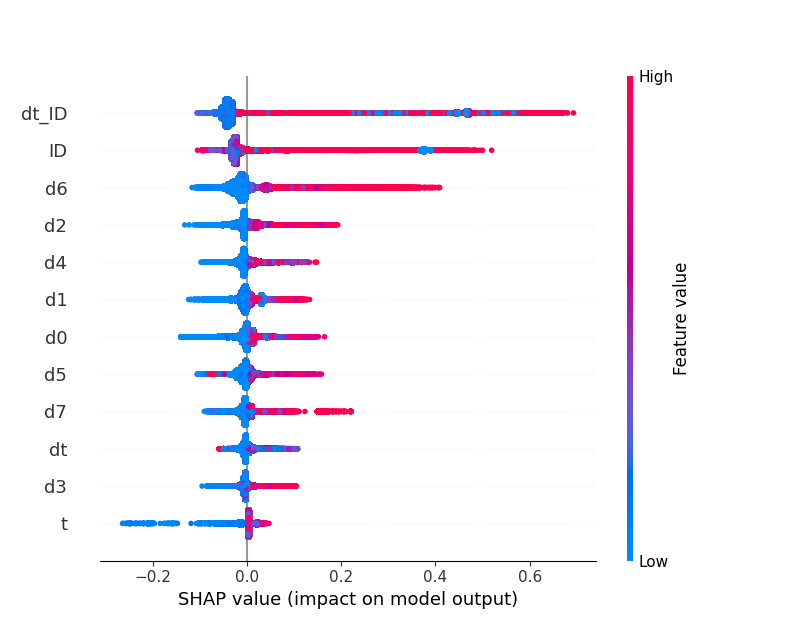 High
dt_ID
ID
d6
d2
d4
d1
d0
d5
d7
dt
d3
t
Feature value
Low
−0.2 0.0 0.2 0.4 0.6
SHAP value (impact on model output)